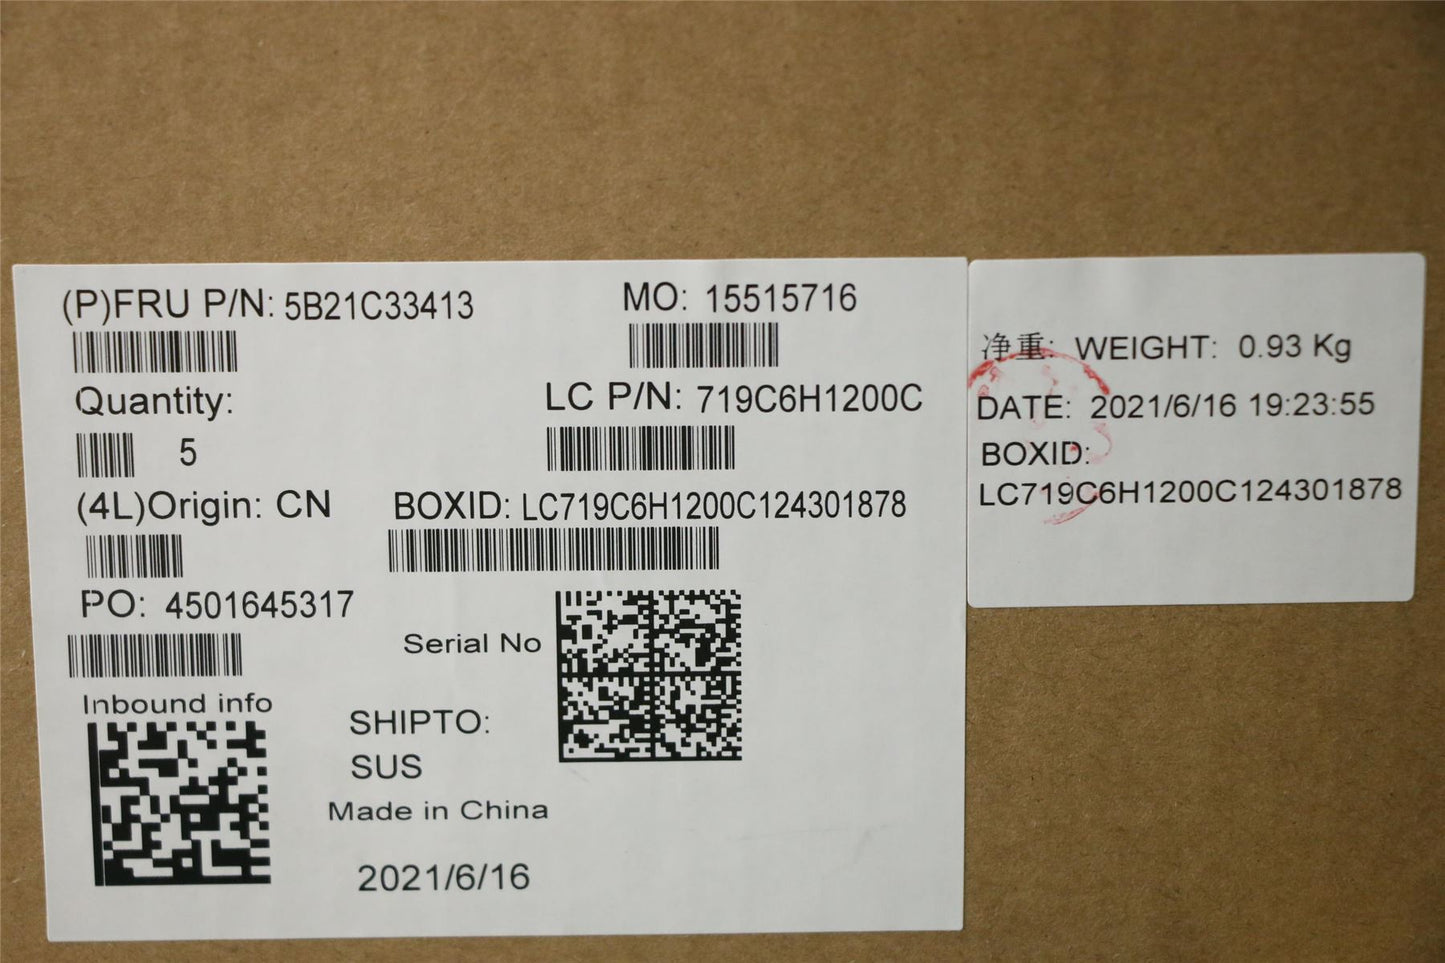 (P)FRU P/N: 5B21C33413
MO: 15515716
Quantity:
5
LC P/N: 719C6H1200C
(4L)Origin: CN
BOXID: LC719C6H1200C124301878
PO: 4501645317
Serial No
Inbound info
SHIPTO:
SUS
Made in China
2021/6/16
净重: WEIGHT: 0.93 Kg
DATE: 2021/6/16 19:23:55
BOXID:
LC719C6H1200C124301878